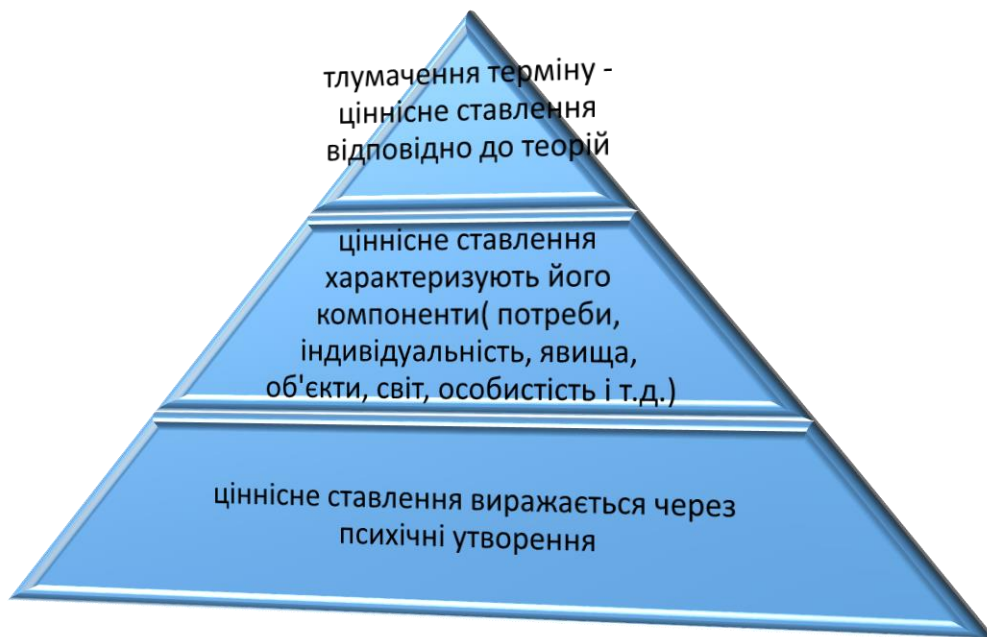 тлумачення терміну -
ціннісне ставлення
відповідно до теорій
ціннісне ставлення
характеризують його
компоненти( потреби,
індивідуальність, явища,
об'єкти, світ, особистість і т.д.)
ціннісне ставлення виражається через
психічні утворення